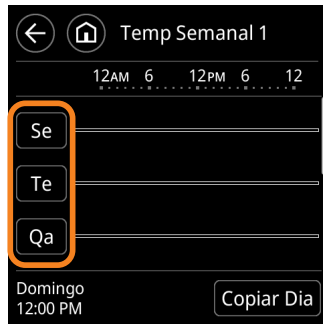 Temp Semanal 1
12AM 6 12PM 6 12
Se
Te
Qa
Domingo
12:00 PM
Copiar Dia